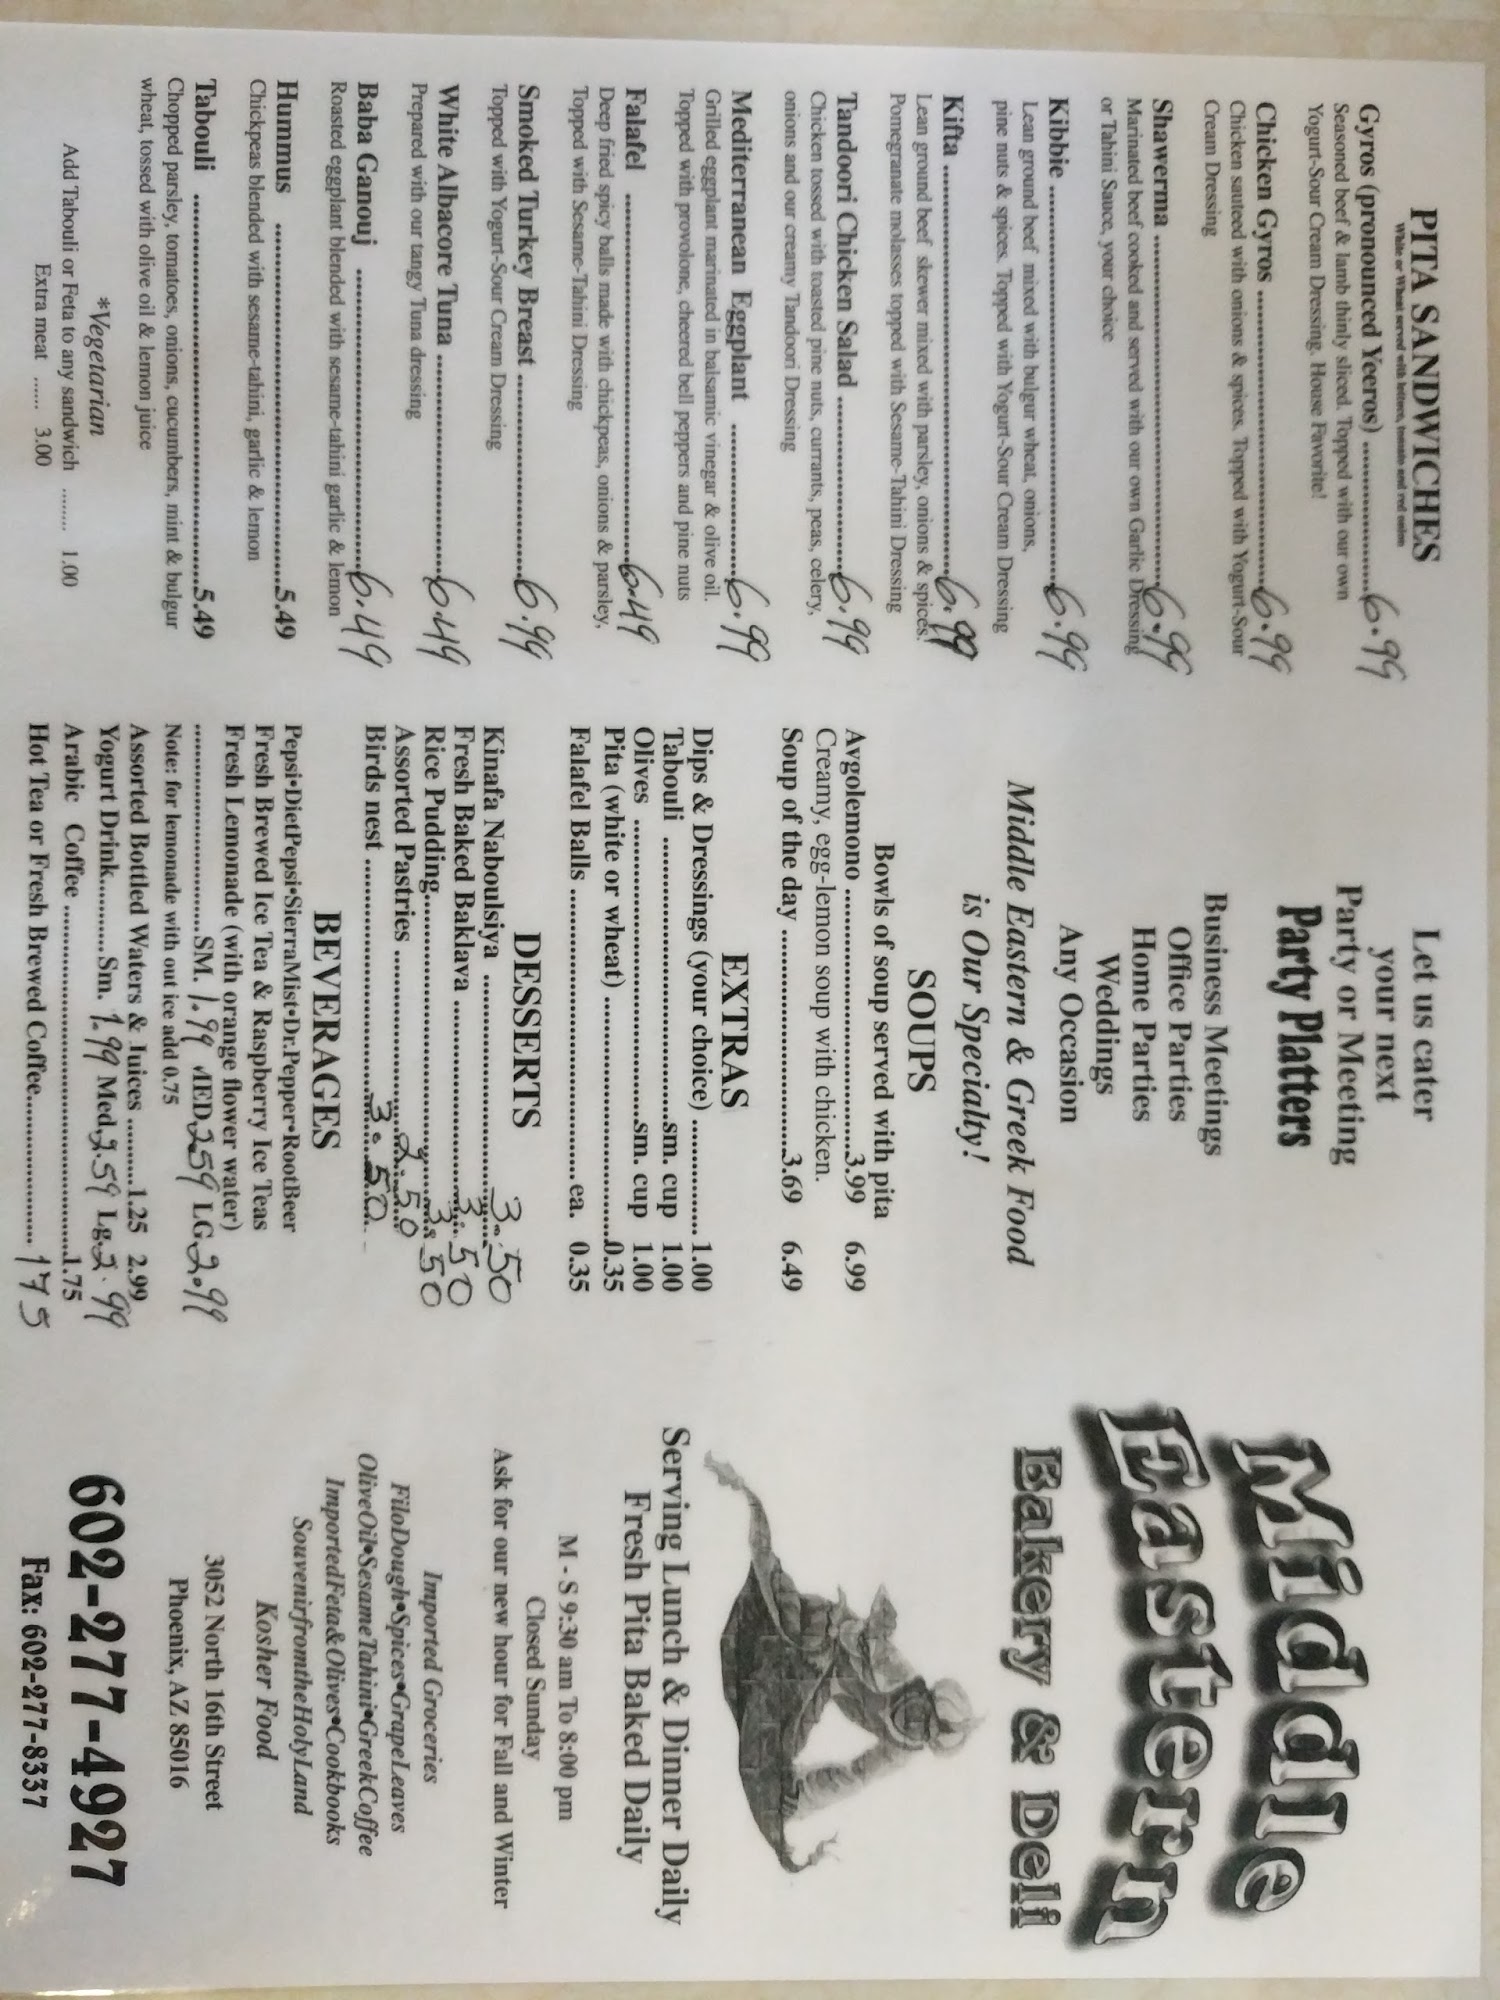 PITA SANDWICHES
White or Wheat served with lettuce, tomato and red onion
Gyros (pronounced Yeeros) ..................6.99
Seasoned beef & lamb thinly sliced. Topped with our own
Yogurt-Sour Cream Dressing. House Favorite!
Chicken Gyros ..................6.99
Chicken sauteed with onions & spices. Topped with Yogurt-Sour
Cream Dressing
Shawerma ..................6.99
Marinated beef cooked and served with our own Garlic Dressing
or Tahini Sauce, your choice
Kibbie ..................6.99
Lean ground beef mixed with bulgur wheat, onions,
pine nuts & spices. Topped with Yogurt-Sour Cream Dressing
Kifta ..................6.99
Lean ground beef skewer mixed with parsley, onions & spices.
Pomegranate molasses topped with Sesame-Tahini Dressing
Tandoori Chicken Salad ..................6.99
Chicken tossed with toasted pine nuts, currants, peas, celery,
onions and our creamy Tandoori Dressing
Mediterranean Eggplant ..................6.99
Grilled eggplant marinated in balsamic vinegar & olive oil.
Topped with provolone, cheered bell peppers and pine nuts
Falafel ..................6.49
Deep fried spicy balls made with chickpeas, onions & parsley,
Topped with Sesame-Tahini Dressing
Smoked Turkey Breast ..................6.99
Topped with Yogurt-Sour Cream Dressing
White Albacore Tuna ..................6.49
Prepared with our tangy Tuna dressing
Baba Ganouj ..................6.49
Roasted eggplant blended with sesame-tahini garlic & lemon
Hummus ..................5.49
Chickpeas blended with sesame-tahini, garlic & lemon
Tabouli ..................5.49
Chopped parsley, tomatoes, onions, cucumbers, mint & bulgur
wheat, tossed with olive oil & lemon juice
*Vegetarian
Add Tabouli or Feta to any sandwich ........ 1.00
Extra meat ...... 3.00
Let us cater
your next
Party or Meeting
Party Platters
Business Meetings
Office Parties
Home Parties
Weddings
Any Occasion
Middle Eastern & Greek Food
is Our Specialty!
SOUPS
Bowls of soup served with pita
Avgolemono ..................3.99 6.99
Creamy, egg-lemon soup with chicken.
Soup of the day ..................3.69 6.49
EXTRAS
Dips & Dressings (your choice) ............ 1.00
Tabouli ..................sm. cup 1.00
Olives ..................sm. cup 1.00
Pita (white or wheat) ..................0.35
Falafel Balls ..................ea. 0.35
DESSERTS
Kinafa Naboulsiya ..................3.50
Fresh Baked Baklava ..................3.50
Rice Pudding..................3.50
Assorted Pastries ..................2.50
Birds nest ..................3.50
BEVERAGES
Pepsi•DietPepsi•SierraMist•Dr.Pepper•RootBeer
Fresh Brewed Ice Tea & Raspberry Ice Teas
Fresh Lemonade (with orange flower water)
..................SM. 1.99 MED.2.59 LG.2.99
Note: for lemonade with out ice add 0.75
Assorted Bottled Waters & Juices ..........1.25 2.99
Yogurt Drink...........Sm. 1.99 Med.2.59 Lg.2.99
Arabic Coffee ..................1.75
Hot Tea or Fresh Brewed Coffee..................175
Middle
Eastern
Bakery & Deli
Serving Lunch & Dinner Daily
Fresh Pita Baked Daily
M - S 9:30 am To 8:00 pm
Closed Sunday
Ask for our new hour for Fall and Winter
Imported Groceries
FiloDough•Spices•GrapeLeaves
OliveOil•SesameTahini•GreekCoffee
ImportedFeta&Olives•Cookbooks
SouvenirfromtheHolyLand
Kosher Food
3052 North 16th Street
Phoenix, AZ 85016
602-277-4927
Fax: 602-277-8337